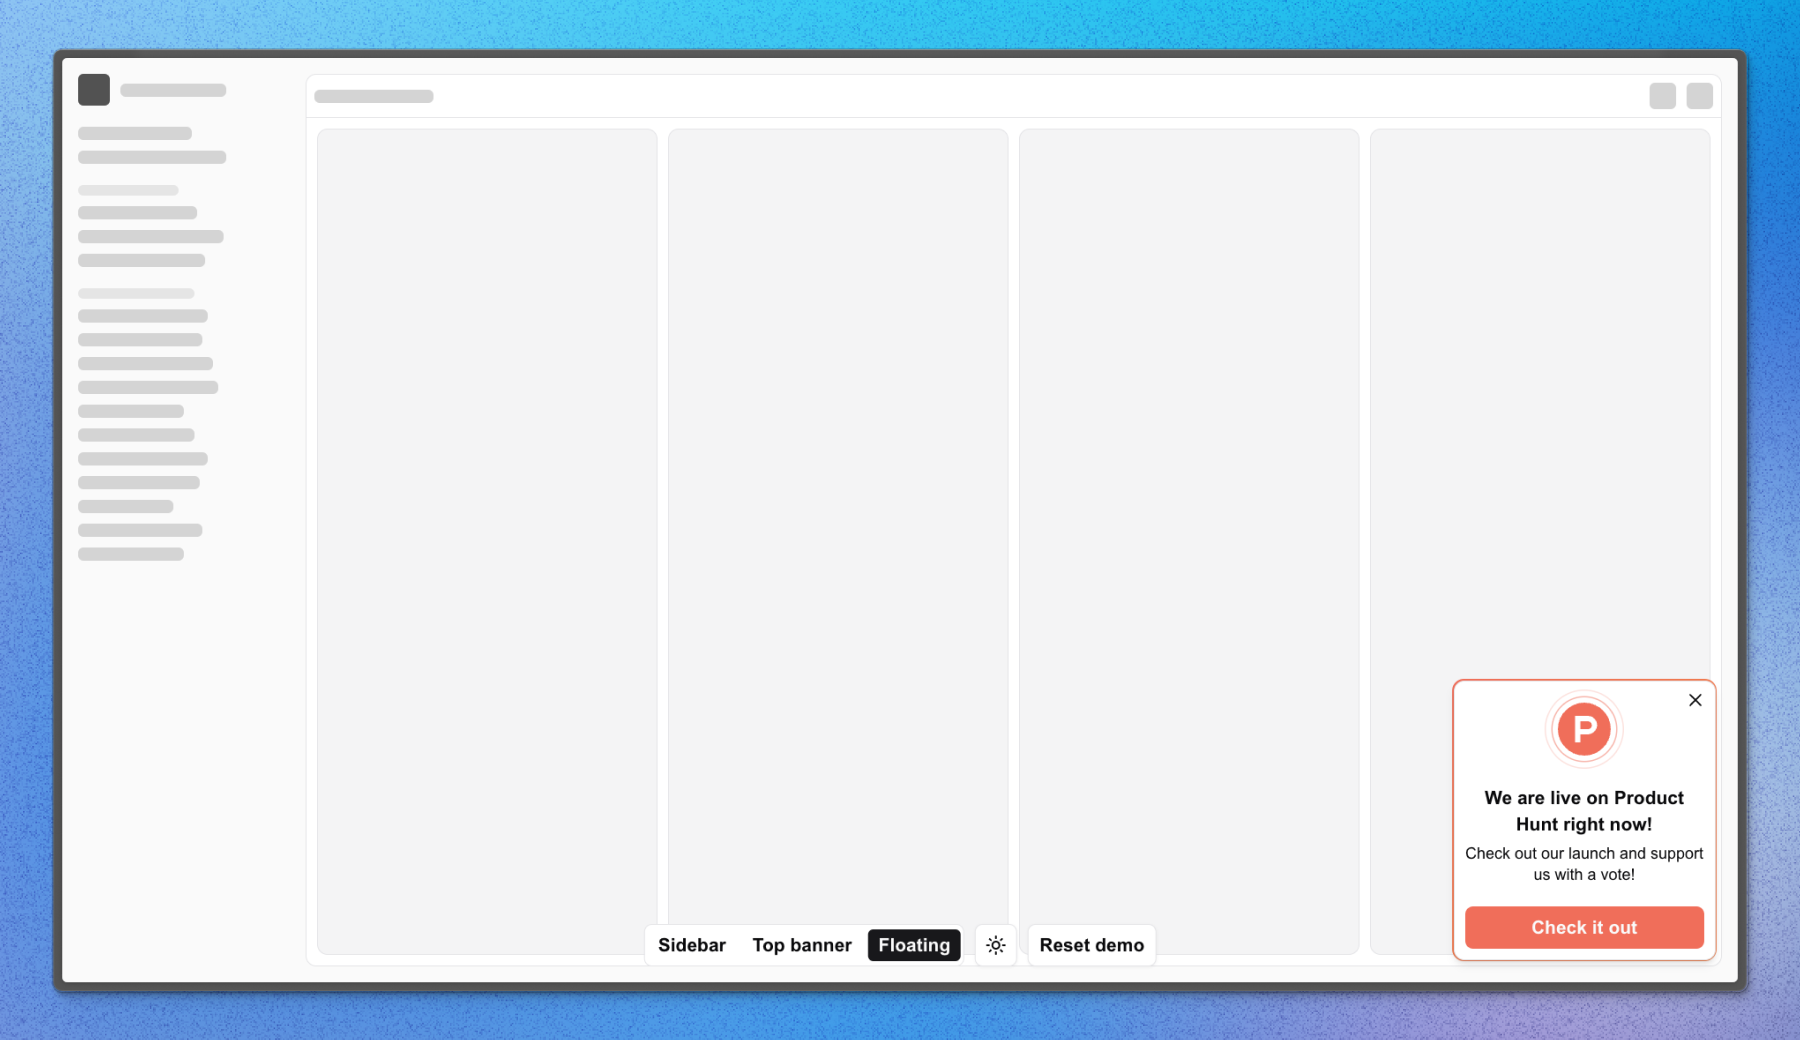 P
We are live on Product
Hunt right now!
Check out our launch and support
us with a vote!
Check it out
Sidebar Top banner Floating Reset demo